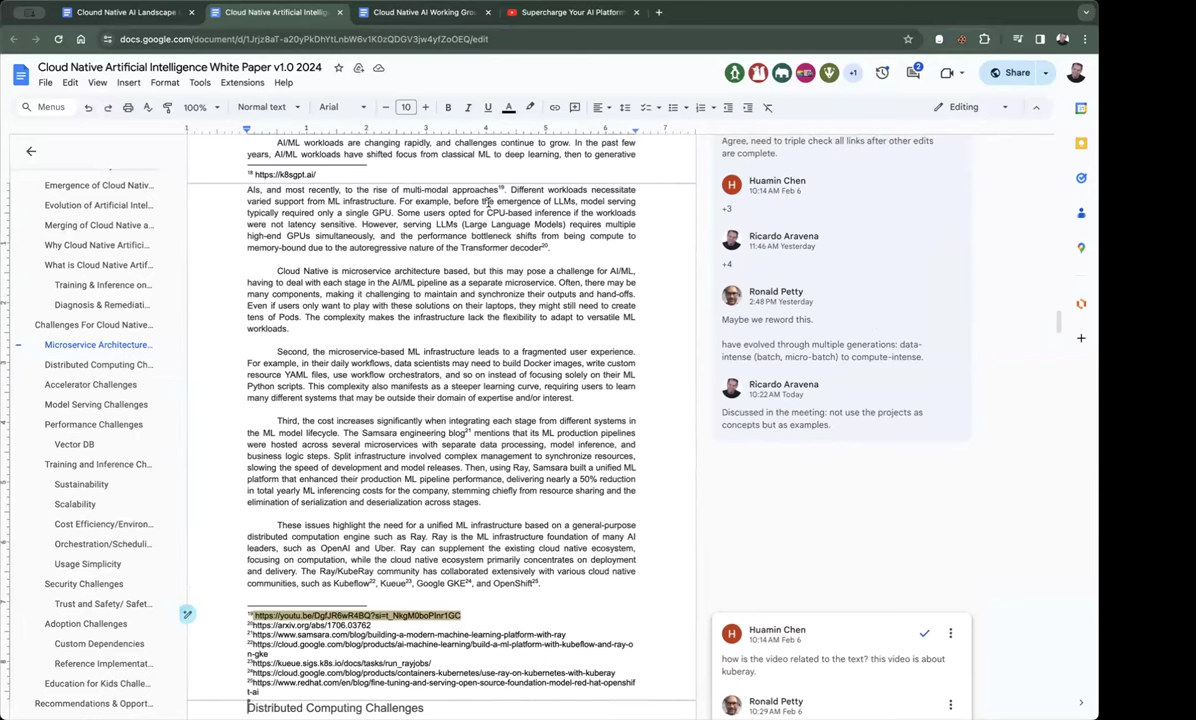 Clound Native AI Landscape
Cloud Native Artificial Intellige
Cloud Native AI Working Gro
Supercharge Your AI Platform
docs.google.com/document/d/1Jrjz8aT-a20yPkDhYtLnbW6v1K0zQDGV3jw4yfZoOEQ/edit
Cloud Native Artificial Intelligence White Paper v1.0 2024
File Edit View Insert Format Tools Extensions Help
+1
2
Share
Menus
100%
Normal text
Arial
10
B I U A
Editing
1 1 2 3 4 5 6 7
Emergence of Cloud Nativ...
Evolution of Artificial Intel...
Merging of Cloud Native a...
Why Cloud Native Artifici...
What is Cloud Native Artif...
Training & Inference on...
Diagnosis & Remediati...
Challenges For Cloud Native...
Microservice Architecture...
Distributed Computing Ch...
Accelerator Challenges
Model Serving Challenges
Performance Challenges
Vector DB
Training and Inference Ch...
Sustainability
Scalability
Cost Efficiency/Environ...
Orchestration/Scheduli...
Usage Simplicity
Security Challenges
Trust and Safety/ Safet...
Adoption Challenges
Custom Dependencies
Reference Implementat...
Education for Kids Challe...
Recommendations & Opport...
AI/ML workloads are changing rapidly, and challenges continue to grow. In the past few
years, AI/ML workloads have shifted focus from classical ML to deep learning, then to generative
18 https://k8sgpt.ai/
AIs, and most recently, to the rise of multi-modal approaches19. Different workloads necessitate
varied support from ML infrastructure. For example, before the emergence of LLMs, model serving
typically required only a single GPU. Some users opted for CPU-based inference if the workloads
were not latency sensitive. However, serving LLMs (Large Language Models) requires multiple
high-end GPUs simultaneously, and the performance bottleneck shifts from being compute to
memory-bound due to the autoregressive nature of the Transformer decoder20.
Cloud Native is microservice architecture based, but this may pose a challenge for AI/ML,
having to deal with each stage in the AI/ML pipeline as a separate microservice. Often, there may be
many components, making it challenging to maintain and synchronize their outputs and hand-offs.
Even if users only want to play with these solutions on their laptops, they might still need to create
tens of Pods. The complexity makes the infrastructure lack the flexibility to adapt to versatile ML
workloads.
Second, the microservice-based ML infrastructure leads to a fragmented user experience.
For example, in their daily workflows, data scientists may need to build Docker images, write custom
resource YAML files, use workflow orchestrators, and so on instead of focusing solely on their ML
Python scripts. This complexity also manifests as a steeper learning curve, requiring users to learn
many different systems that may be outside their domain of expertise and/or interest.
Third, the cost increases significantly when integrating each stage from different systems in
the ML model lifecycle. The Samsara engineering blog21 mentions that its ML production pipelines
were hosted across several microservices with separate data processing, model inference, and
business logic steps. Split infrastructure involved complex management to synchronize resources,
slowing the speed of development and model releases. Then, using Ray, Samsara built a unified ML
platform that enhanced their production ML pipeline performance, delivering nearly a 50% reduction
in total yearly ML inferencing costs for the company, stemming chiefly from resource sharing and the
elimination of serialization and deserialization across stages.
These issues highlight the need for a unified ML infrastructure based on a general-purpose
distributed computation engine such as Ray. Ray is the ML infrastructure foundation of many AI
leaders, such as OpenAI and Uber. Ray can supplement the existing cloud native ecosystem,
focusing on computation, while the cloud native ecosystem primarily concentrates on deployment
and delivery. The Ray/KubeRay community has collaborated extensively with various cloud native
communities, such as Kubeflow22, Kueue23, Google GKE24, and OpenShift25.
19 https://youtu.be/DgfJR6wR4BQ?si=t_NkgM0boPInr1GC
20https://arxiv.org/abs/1706.03762
21https://www.samsara.com/blog/building-a-modern-machine-learning-platform-with-ray
22https://cloud.google.com/blog/products/ai-machine-learning/build-a-ml-platform-with-kubeflow-and-ray-o
n-gke
23https://kueue.sigs.k8s.io/docs/tasks/run_rayjobs/
24https://cloud.google.com/blog/products/containers-kubernetes/use-ray-on-kubernetes-with-kuberay
25https://www.redhat.com/en/blog/fine-tuning-and-serving-open-source-foundation-model-red-hat-openshif
t-ai
Distributed Computing Challenges
Agree, need to triple check all links after other edits
are complete.
Huamin Chen
10:14 AM Feb 6
+3
Ricardo Aravena
11:46 AM Yesterday
+4
Ronald Petty
2:48 PM Yesterday
Maybe we reword this.
have evolved through multiple generations: data-
intense (batch, micro-batch) to compute-intense.
Ricardo Aravena
10:22 AM Today
Discussed in the meeting: not use the projects as
concepts but as examples.
Huamin Chen
10:14 AM Feb 6
how is the video related to the text? this video is about
kuberay.
Ronald Petty
10:29 AM Feb 6